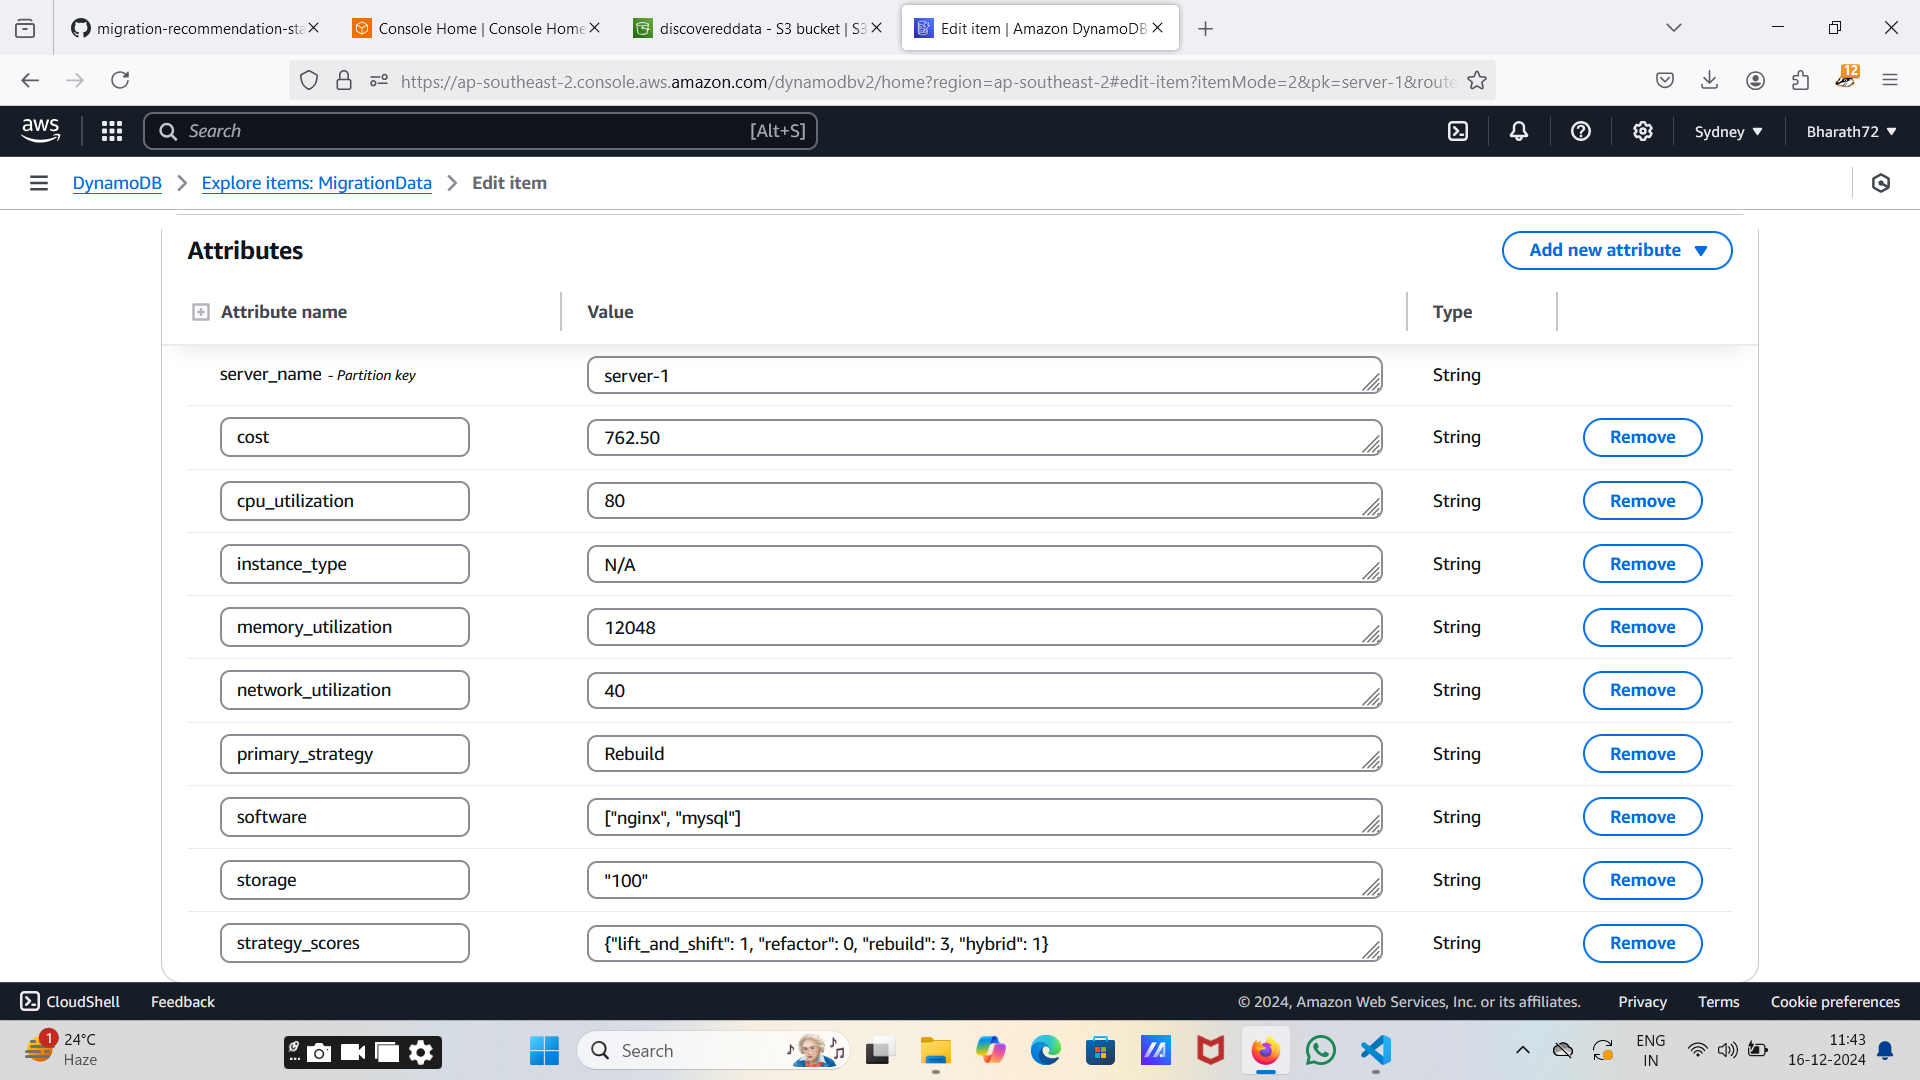 migration-recommendation-sta
Console Home | Console Home
discovereddata - S3 bucket | S3
Edit item | Amazon DynamoDB
https://ap-southeast-2.console.aws.amazon.com/dynamodbv2/home?region=ap-southeast-2#edit-item?itemMode=2&pk=server-1&route
12
aws
Search
[Alt+S]
Sydney
Bharath72
DynamoDB
Explore items: MigrationData
Edit item
Attributes
Add new attribute
Attribute name
Value
Type
server_name - Partition key
server-1
String
cost
762.50
String
Remove
cpu_utilization
80
String
Remove
instance_type
N/A
String
Remove
memory_utilization
12048
String
Remove
network_utilization
40
String
Remove
primary_strategy
Rebuild
String
Remove
software
["nginx", "mysql"]
String
Remove
storage
"100"
String
Remove
strategy_scores
{"lift_and_shift": 1, "refactor": 0, "rebuild": 3, "hybrid": 1}
String
Remove
CloudShell
Feedback
© 2024, Amazon Web Services, Inc. or its affiliates.
Privacy
Terms
Cookie preferences
1
24°C
Haze
Search
ENG
IN
11:43
16-12-2024